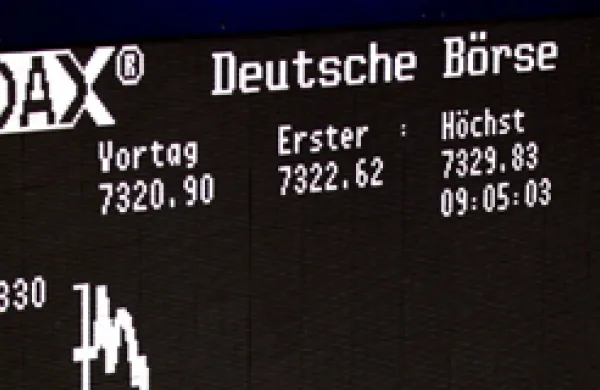 DAX® Deutsche Börse
Vortag Erster : Höchst
7320.90 7322.62 7329.83
09:05:03
330